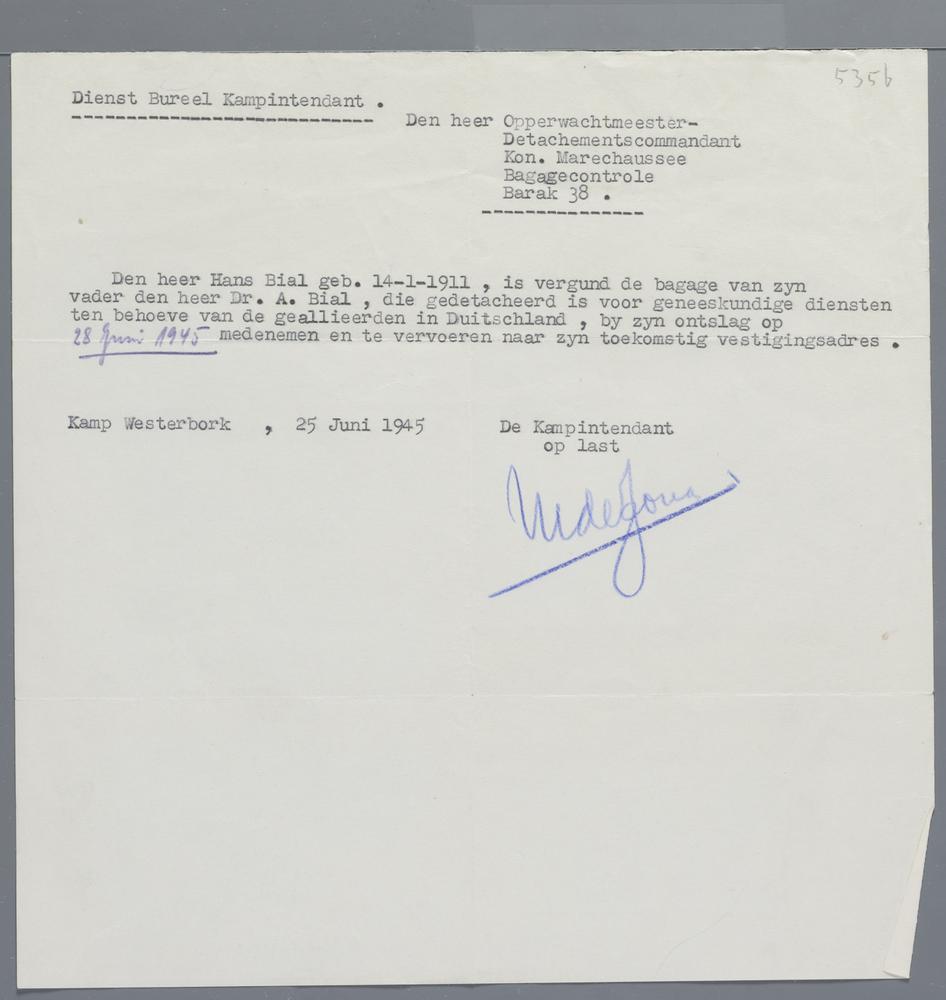 5356
Dienst Bureel Kampintendant .
Den heer Opperwachtmeester-
Detachementscommandant
Kon. Marechaussee
Bagagecontrole
Barak 38 .
Den heer Hans Bial geb. 14-1-1911 , is vergund de bagage van zyn
vader den heer Dr. A. Bial , die gedetacheerd is voor geneeskundige diensten
ten behoeve van de geallieerden in Duitschland , by zyn ontslag op
28 Juni 1945 medenemen en te vervoeren naar zyn toekomstig vestigingsadres .
Kamp Westerbork , 25 Juni 1945
De Kampintendant
op last